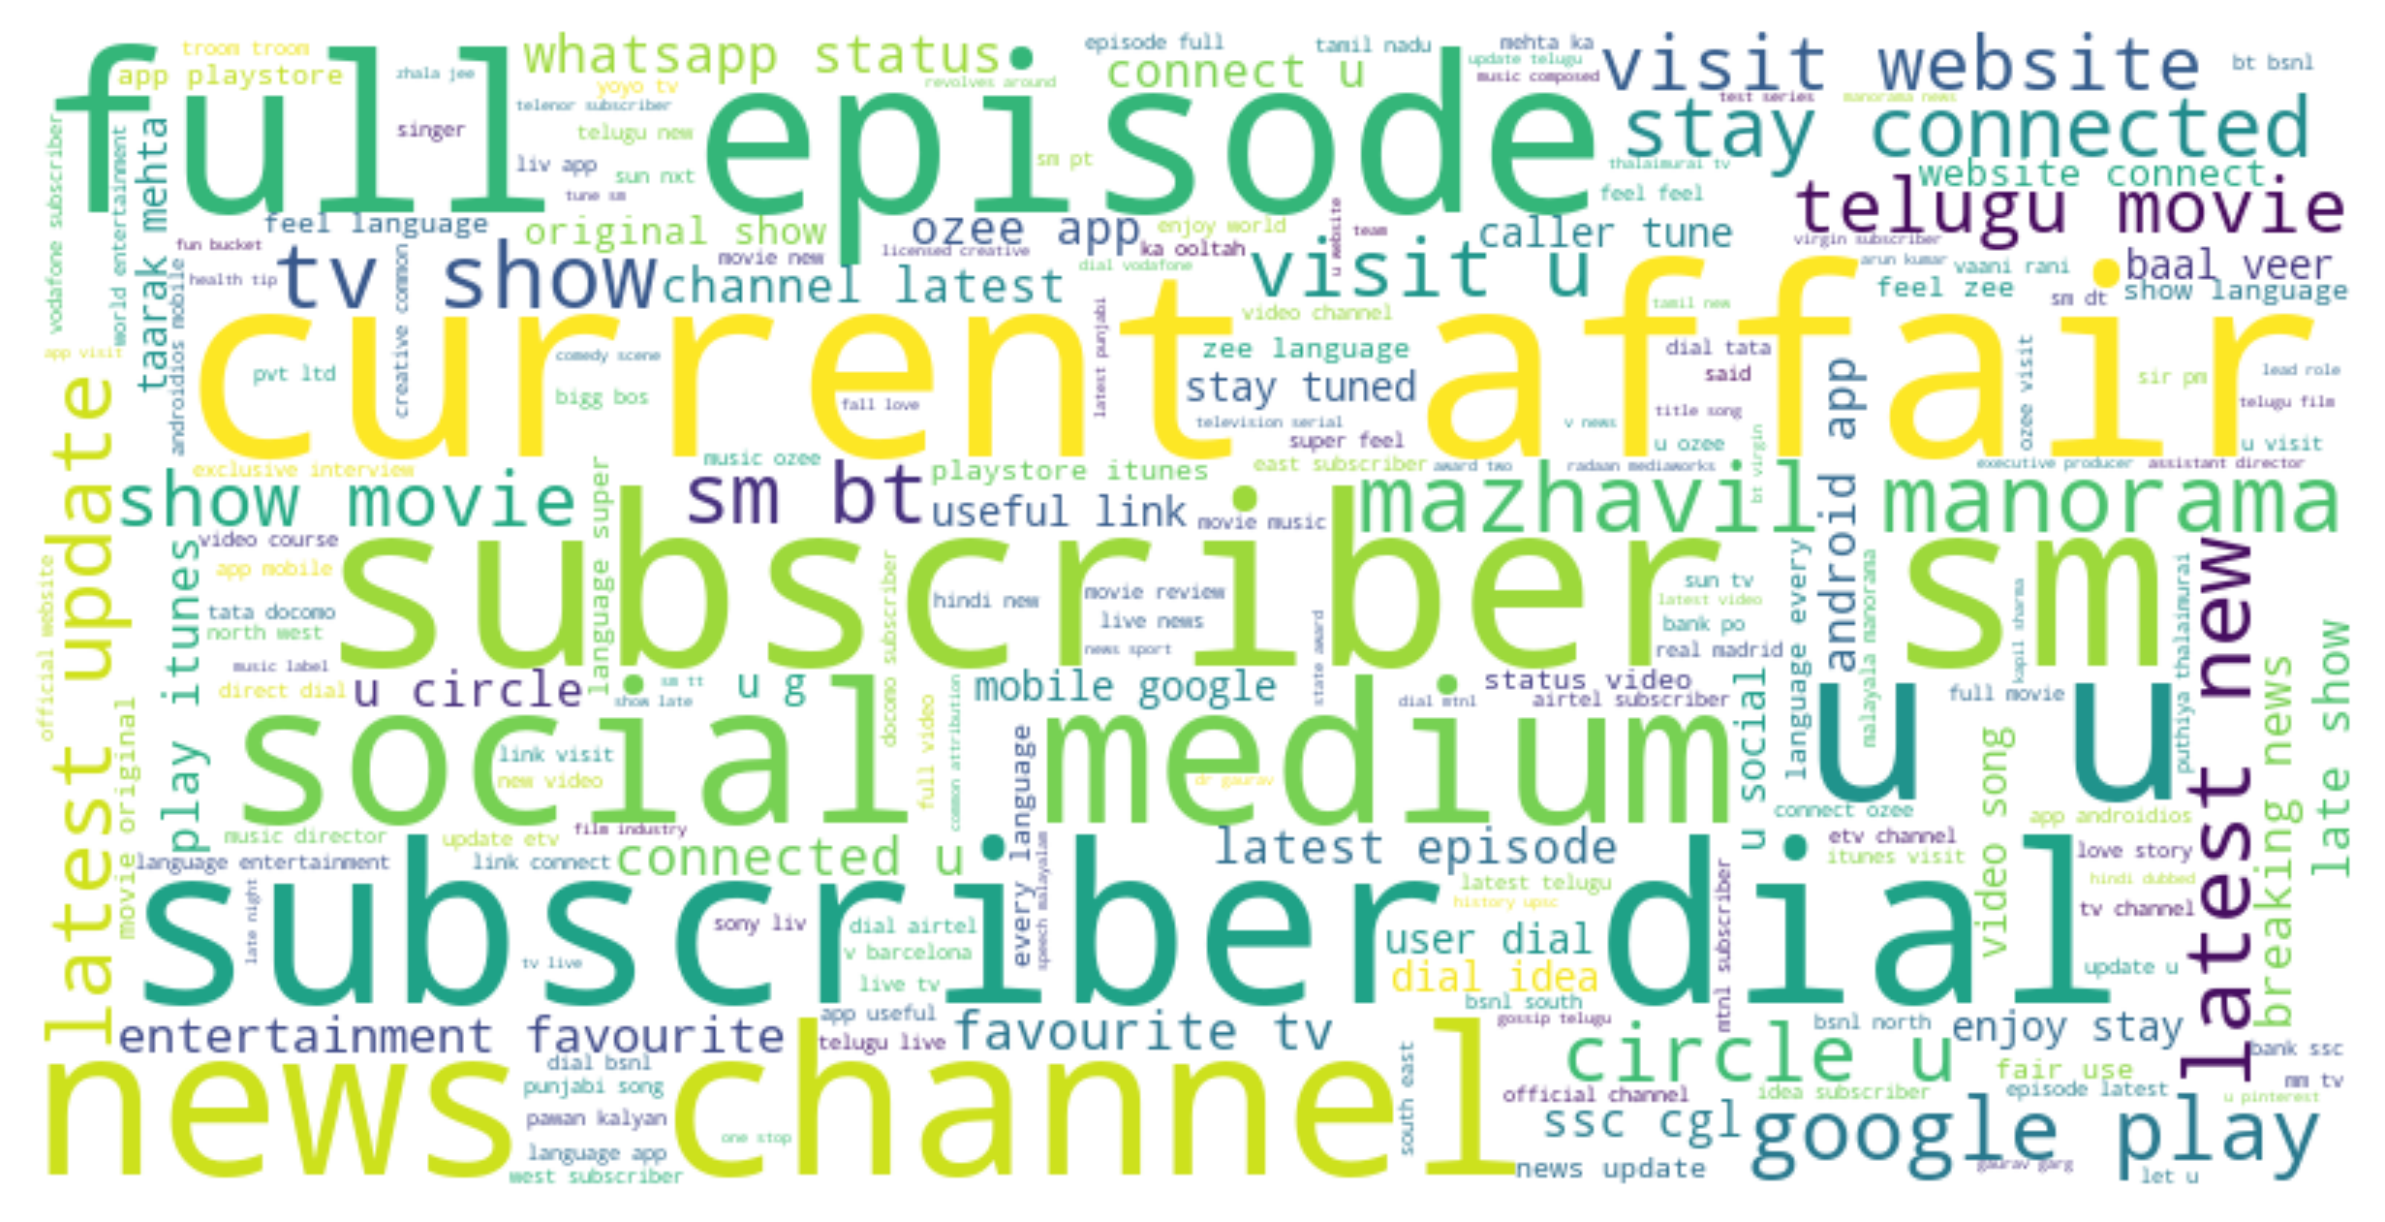 troom troom
whatsapp status
episode full
tamil nadu
mehta ka
visit website
bt bsnl
app playstore
zhala jee
yoyo tv
revolves around
connect u
update telugu
music composed
full episode
telenor subscriber
test series
manorama news
stay connected
singer
telugu new
liv app
sun nxt
sm pt
tune sm
thalaimurai tv
feel feel
website connect
telugu movie
vodafone subscriber
world entertainment
taarak mehta
feel language
original show
ozee app
enjoy world
u website
team
caller tune
fun bucket
movie new
licensed creative
ka ooltah
virgin subscriber
health tip
tv show
channel latest
dial vodafone
visit u
arun kumar
vaani rani
baal veer
feel zee
sm dt
show language
androidios mobile
creative common
video channel
tamil new
latest punjabi
current affair
app visit
comedy scene
zee language
dial tata
pvt ltd
stay tuned
said
sir pm
lead role
ozee visit
bigg bos
fall love
title song
telugu film
television serial
v news
super feel
u ozee
u visit
android app
latest update
exclusive interview
music ozee
playstore itunes
east subscriber
award two
radaan mediaworks
bt virgin
executive producer
assistant director
show movie
language super
sm bt
useful link
movie music
mazhavil manorama
video course
play itunes
subscriber sm
app mobile
official website
tata docomo
north west
docomo subscriber
hindi new
movie review
live news
news sport
sun tv
latest video
bank po
real madrid
language every
malayala manorama
kapil sharma
puthiya thalaimurai
latest new
late show
music label
direct dial
u circle
sm tt
show late
u g
mobile google
state award
status video
dial mtnl
airtel subscriber
full movie
u social
social medium
u u
movie original
link visit
new video
full video
common attribution
every language
dr gaurav
connect ozee
video song
breaking news
app androidios
music director
update etv
film industry
language entertainment
link connect
connected u
speech malayalam
latest episode
etv channel
itunes visit
love story
hindi dubbed
late night
subscriber dial
latest telugu
history upsc
tv channel
sony liv
dial airtel
v barcelona
user dial
mtnl subscriber
tv live
live tv
dial idea
update u
bsnl south
entertainment favourite
app useful
telugu live
favourite tv
gossip telugu
bsnl north
enjoy stay
news channel
dial bsnl
south east
circle u
bank ssc
fair use
mm tv
punjabi song
official channel
idea subscriber
episode latest
u pinterest
pawan kalyan
one stop
ssc cgl
google play
language app
west subscriber
news update
gaurav garg
let u